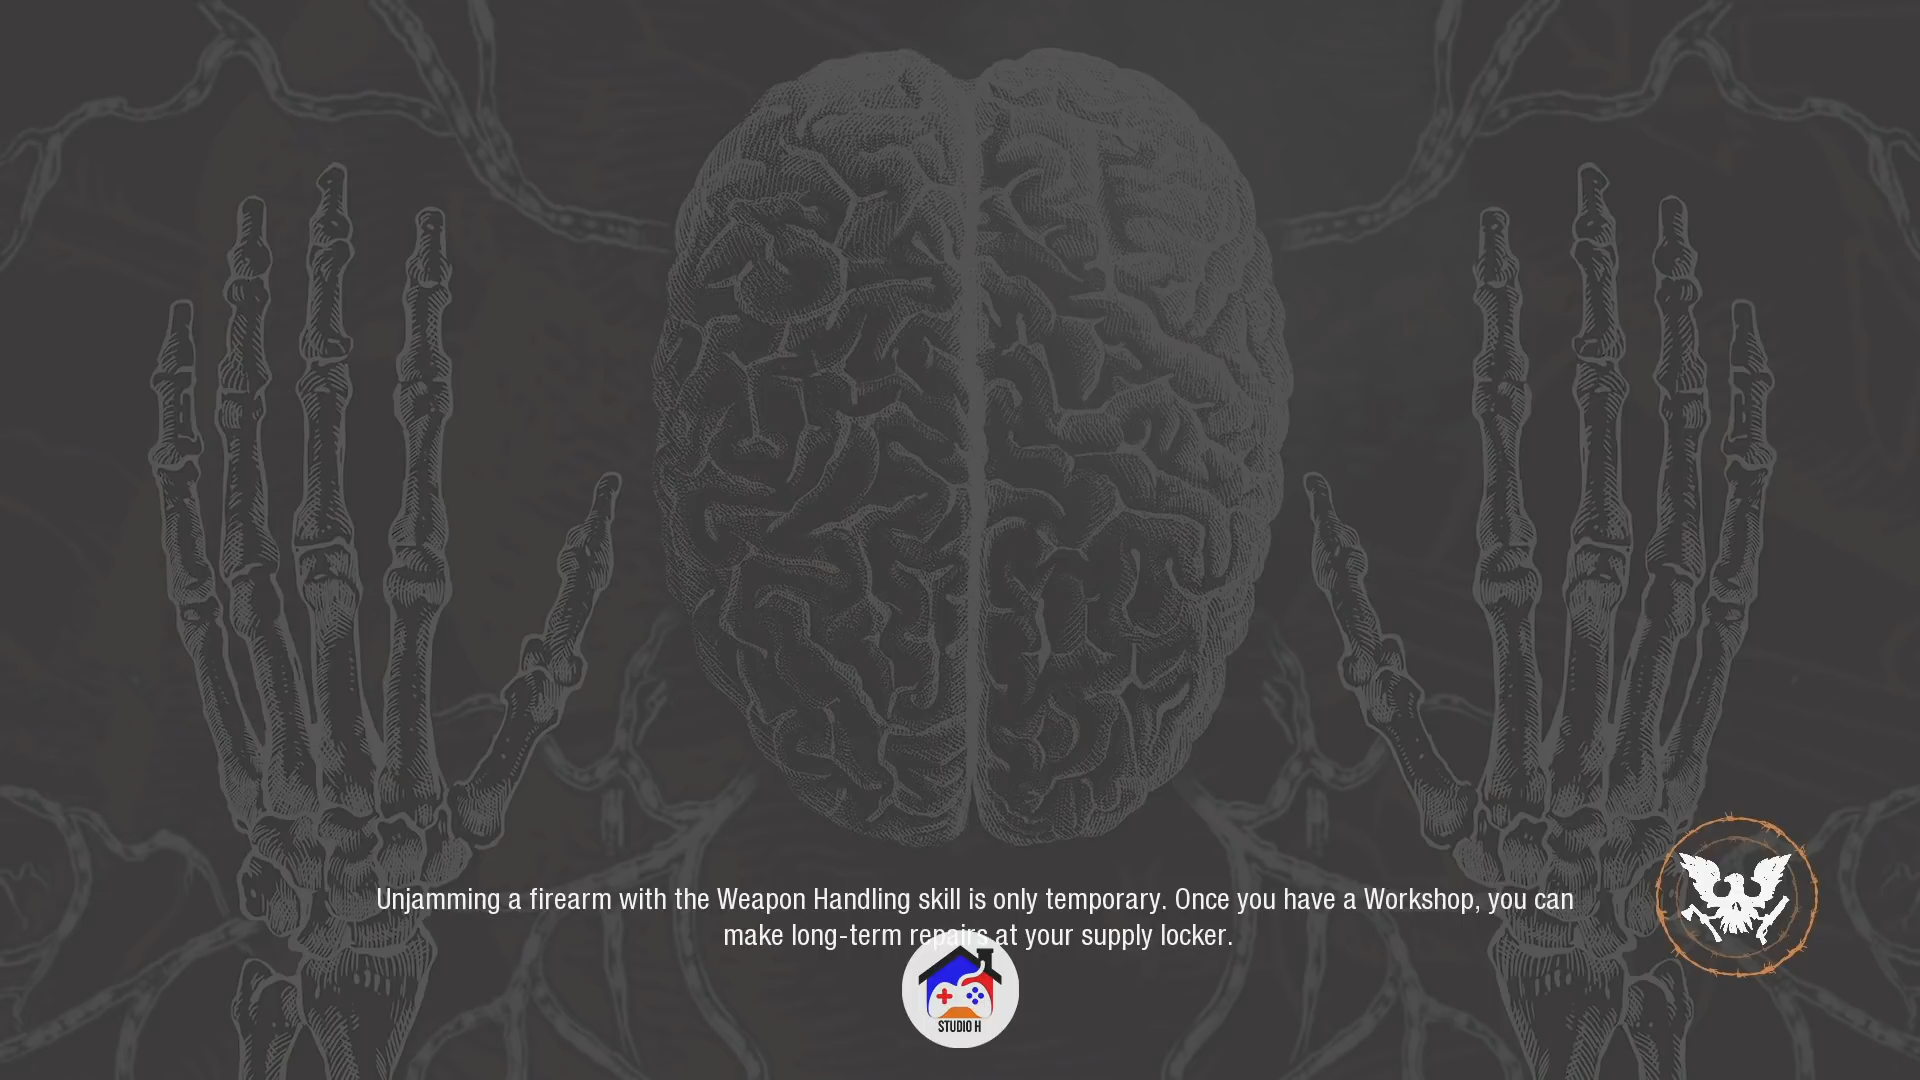 Unjamming a firearm with the Weapon Handling skill is only temporary. Once you have a Workshop, you can
make long-term repairs at your supply locker.
STUDIO H